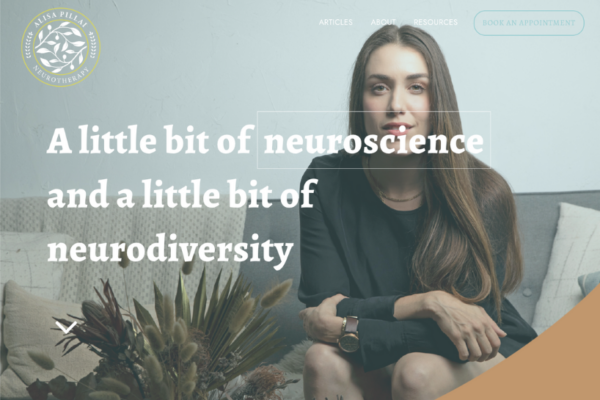 ALISA PILLAI
NEUROTHERAPY
ARTICLES ABOUT RESOURCES BOOK AN APPOINTMENT
A little bit of neuroscience
and a little bit of
neurodiversity